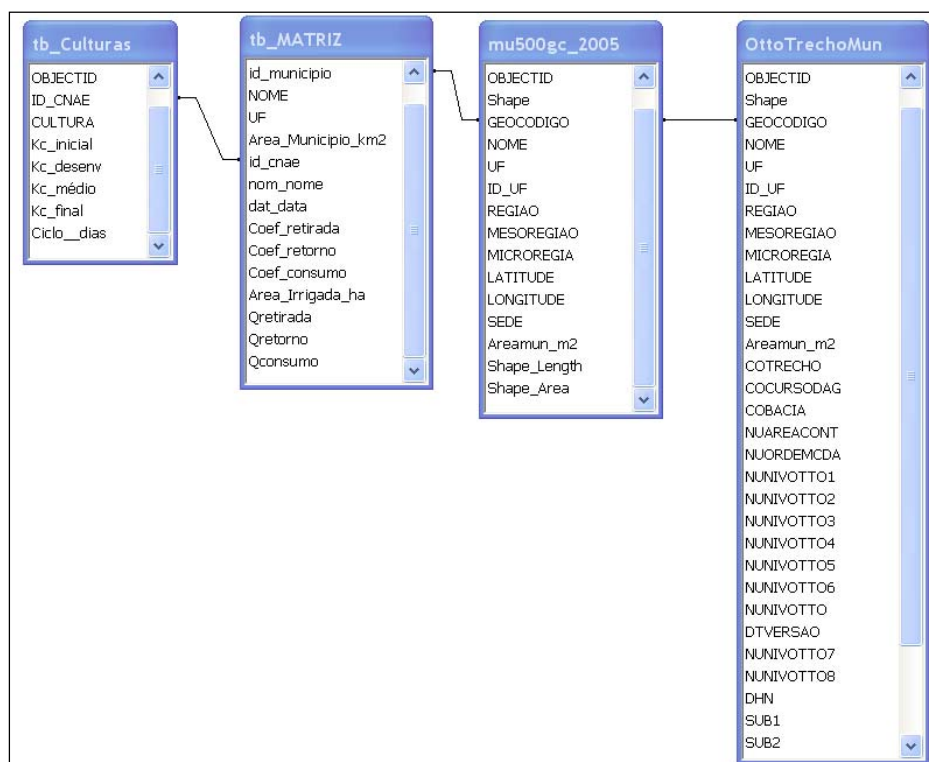 tb_Culturas
OBJECTID
ID_CNAE
CULTURA
Kc_inicial
Kc_desenv
Kc_médio
Kc_final
Ciclo__dias
tb_MATRIZ
id_municipio
NOME
UF
Area_Municipio_km2
id_cnae
nom_nome
dat_data
Coef_retirada
Coef_retorno
Coef_consumo
Area_Irrigada_ha
Qretirada
Qretorno
Qconsumo
mu500gc_2005
OBJECTID
Shape
GEOCODIGO
NOME
UF
ID_UF
REGIAO
MESOREGIAO
MICROREGIA
LATITUDE
LONGITUDE
SEDE
Areamun_m2
Shape_Length
Shape_Area
OttoTrechoMun
OBJECTID
Shape
GEOCODIGO
NOME
UF
ID_UF
REGIAO
MESOREGIAO
MICROREGIA
LATITUDE
LONGITUDE
SEDE
Areamun_m2
COTRECHO
COCURSODAG
COBACIA
NUAREACONT
NUORDEMCDA
NUNIVOTTO1
NUNIVOTTO2
NUNIVOTTO3
NUNIVOTTO4
NUNIVOTTO5
NUNIVOTTO6
NUNIVOTTO
DTVERSAO
NUNIVOTTO7
NUNIVOTTO8
DHN
SUB1
SUB2